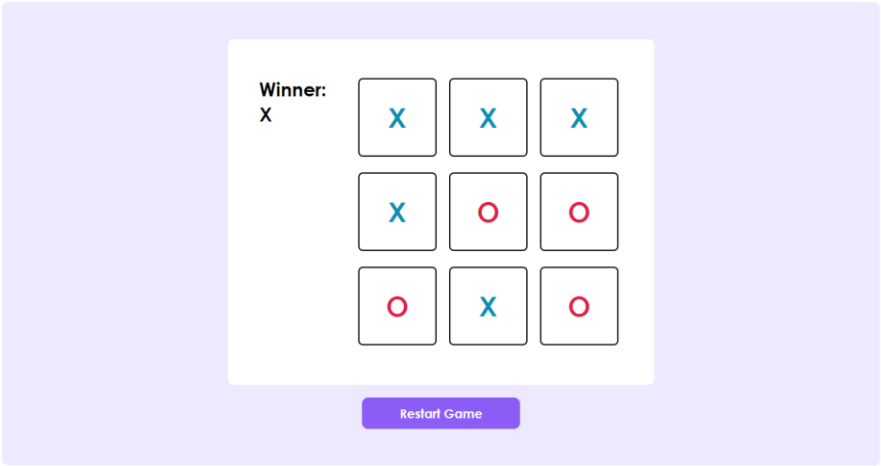 Winner:
X
X X X
X O O
O X O
Restart Game